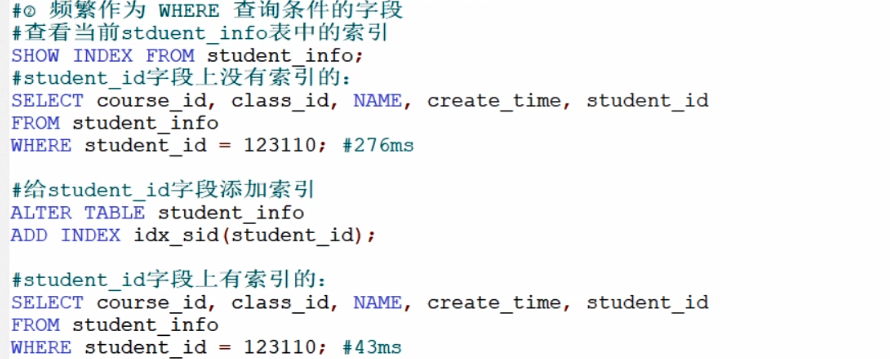 #② 频繁作为 WHERE 查询条件的字段
#查看当前stduent_info表中的索引
SHOW INDEX FROM student_info;
#student_id字段上没有索引的：
SELECT course_id, class_id, NAME, create_time, student_id
FROM student_info
WHERE student_id = 123110; #276ms
#给student_id字段添加索引
ALTER TABLE student_info
ADD INDEX idx_sid(student_id);
#student_id字段上有索引的：
SELECT course_id, class_id, NAME, create_time, student_id
FROM student_info
WHERE student_id = 123110; #43ms